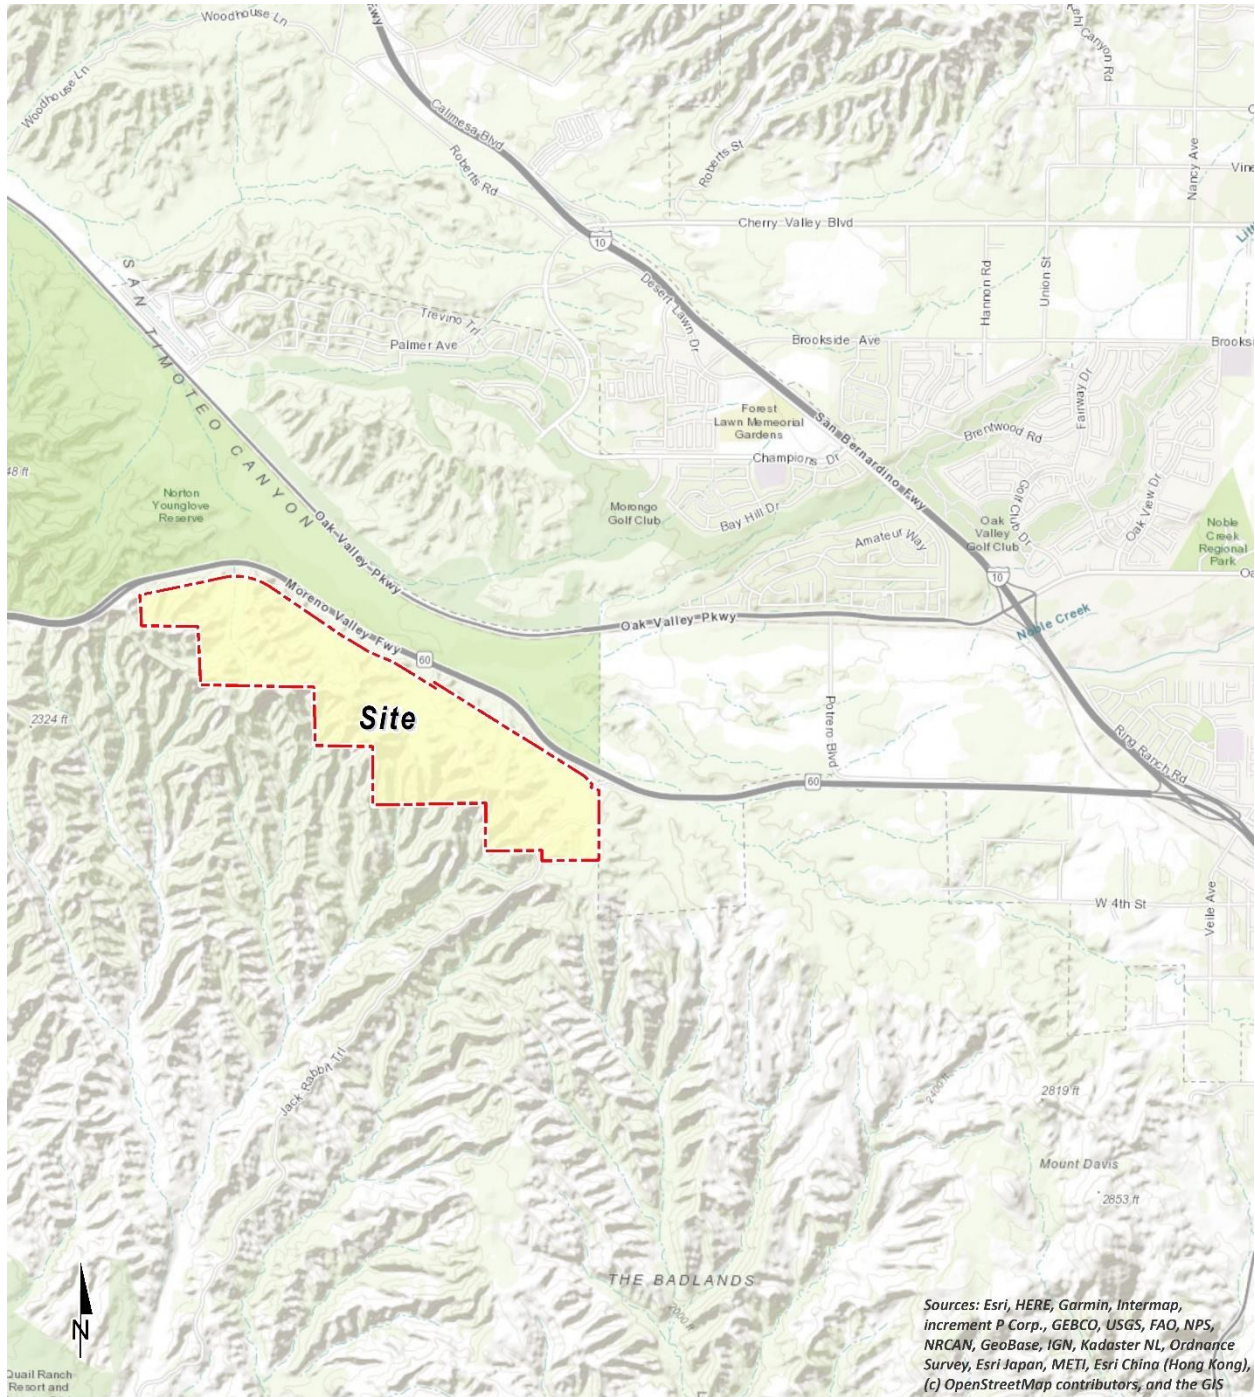 Woodhouse Ln
Woodhouse Ln
Calimesa Blvd
Roberts Rd
Roberts St
Nancy Ave
Cherry Valley Blvd
10
Hannon Rd
Union St
SAN TIMOTEO CANYON
Desert Lawn Dr
Trevino Trl
Palmer Ave
Brookside Ave
Forest
Lawn Memeorial
Gardens
San Bernardino Fwy
Fairway Dr
Brentwood Rd
Champions Dr
Norton
Younglove
Reserve
Morongo
Golf Club
Bay Hill Dr
Golf Club Dr
Oak View Dr
Oak
Valley
Golf Club
Amateur Way
Noble
Creek
Regional
Park
Oak Valley Pkwy
10
Moreno Valley Fwy
Oak Valley Pkwy
Noble Creek
60
2324 ft
Site
Potrero Blvd
Ring Ranch Rd
60
W 4th St
Veile Ave
Jack Rabbit Trl
2400 ft
2819 ft
Mount Davis
2853 ft
THE BADLANDS
N
Quail Ranch
Resort and
Sources: Esri, HERE, Garmin, Intermap,
increment P Corp., GEBCO, USGS, FAO, NPS,
NRCAN, GeoBase, IGN, Kadaster NL, Ordnance
Survey, Esri Japan, METI, Esri China (Hong Kong),
(c) OpenStreetMap contributors, and the GIS